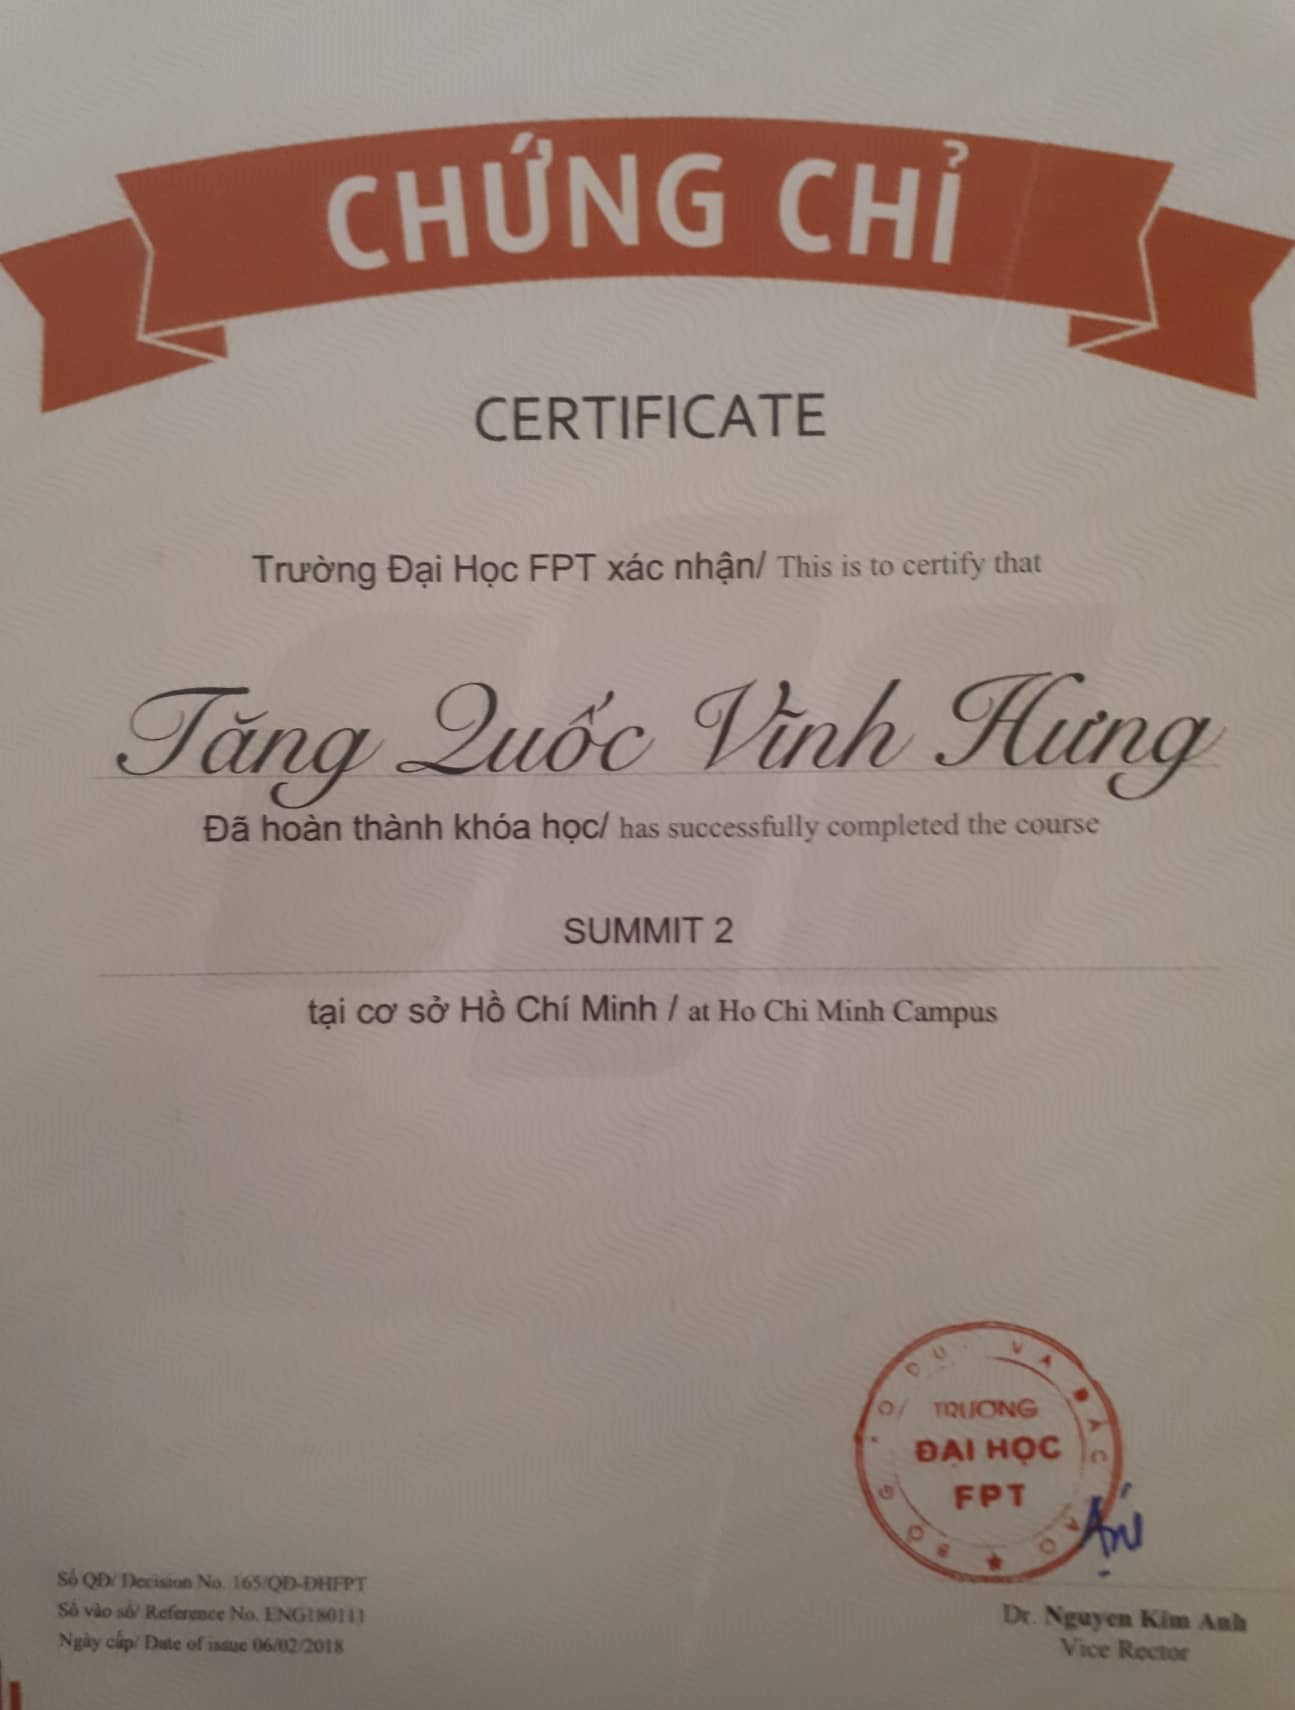 CHỨNG CHỈ
CERTIFICATE
Trường Đại Học FPT xác nhận/ This is to certify that
Tăng Quốc Vĩnh Hưng
Đã hoàn thành khóa học/ has successfully completed the course
SUMMIT 2
tại cơ sở Hồ Chí Minh / at Ho Chi Minh Campus
TRƯỜNG
ĐẠI HỌC
FPT
Số QĐ/ Decision No. 165/QĐ-ĐHFPT
Số vào sổ/ Reference No. ENG180111
Ngày cấp/ Date of issue 06/02/2018
Dr. Nguyen Kim Anh
Vice Rector